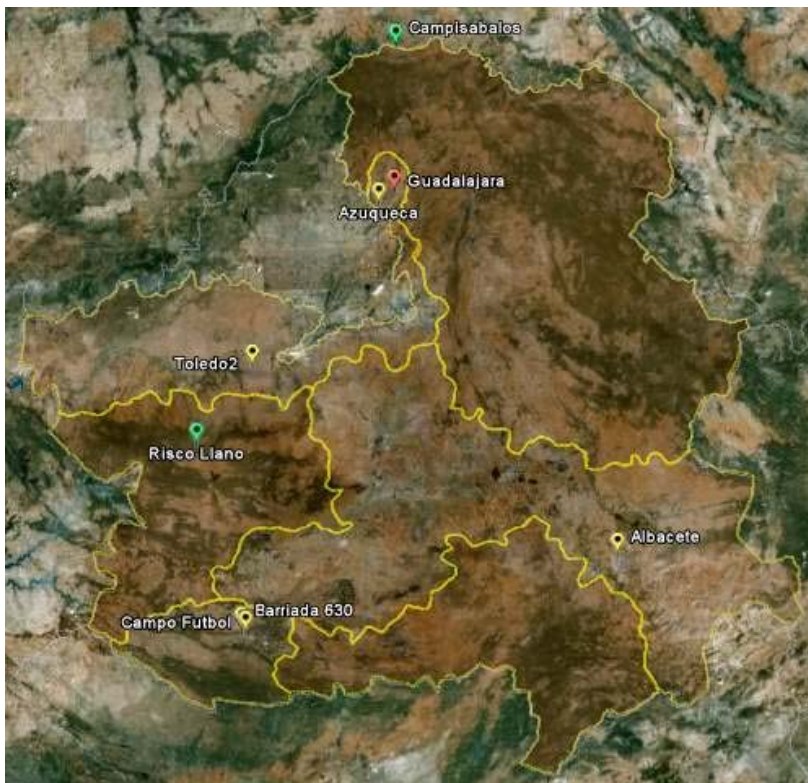 Campisabalos
Guadalajara
Azuqueca
Toledo2
Risco Llano
Albacete
Barriada 630
Campo Futbol